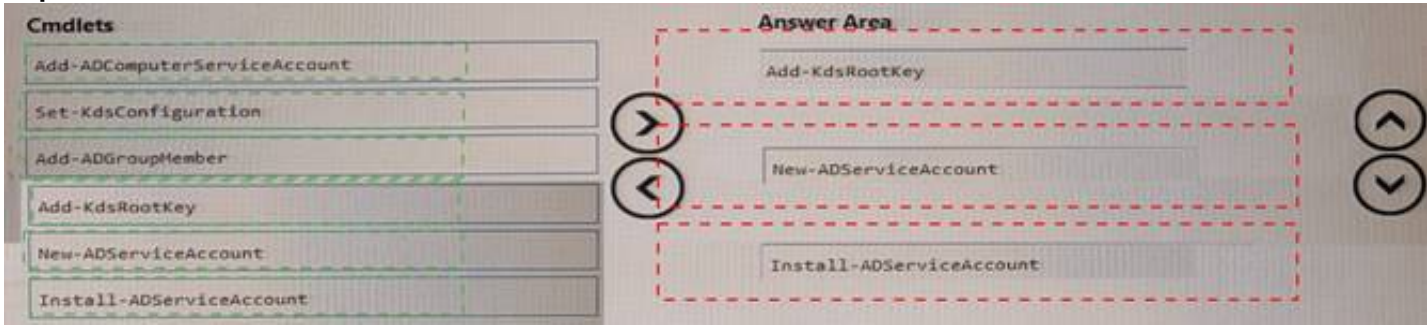 Cmdlets
Add-ADComputerServiceAccount
Set-KdsConfiguration
Add-ADGroupMember
Add-KdsRootKey
New-ADServiceAccount
Install-ADServiceAccount
Answer Area
Add-KdsRootKey
New-ADServiceAccount
Install-ADServiceAccount